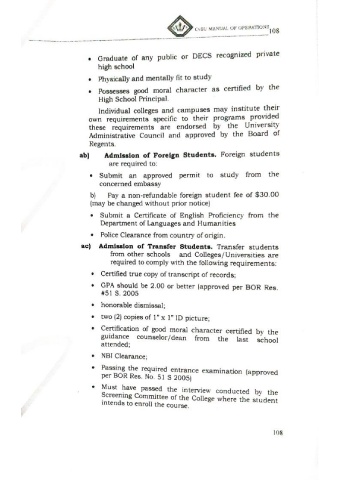 CvSU MANUAL OF OPERATIONS 108
• Graduate of any public or DECS recognized private
high school
• Physically and mentally fit to study
• Possesses good moral character as certified by the
High School Principal.
Individual colleges and campuses may institute their
own requirements specific to their programs provided
these requirements are endorsed by the University
Administrative Council and approved by the Board of
Regents.
ab) Admission of Foreign Students. Foreign students
are required to:
• Submit an approved permit to study from the
concerned embassy
b) Pay a non-refundable foreign student fee of $30.00
(may be changed without prior notice)
• Submit a Certificate of English Proficiency from the
Department of Languages and Humanities
• Police Clearance from country of origin.
ac) Admission of Transfer Students. Transfer students
from other schools and Colleges/Universities are
required to comply with the following requirements:
• Certified true copy of transcript of records;
• GPA should be 2.00 or better (approved per BOR Res.
#51 S. 2005
• honorable dismissal;
• two (2) copies of 1" x 1" ID picture;
• Certification of good moral character certified by the
guidance counselor/dean from the last school
attended;
• NBI Clearance;
• Passing the required entrance examination (approved
per BOR Res. No. 51 S 2005)
• Must have passed the interview conducted by the
Screening Committee of the College where the student
intends to enroll the course.
108